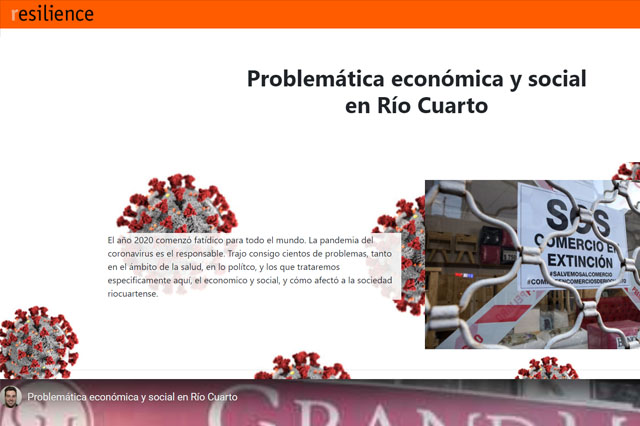 resilience
Problemática económica y social
en Río Cuarto
El año 2020 comenzó fatídico para todo el mundo. La pandemia del
coronavirus es el responsable. Trajo consigo cientos de problemas, tanto
en el ámbito de la salud, en lo polítco, y los que trataremos
especificamente aquí, el economico y social, y cómo afectó a la sociedad
riocuartense.
SOS
COMERCIO EN
EXTINCIÓN
#SALVEMOSALCOMERCIO
Problemática económica y social en Río Cuarto